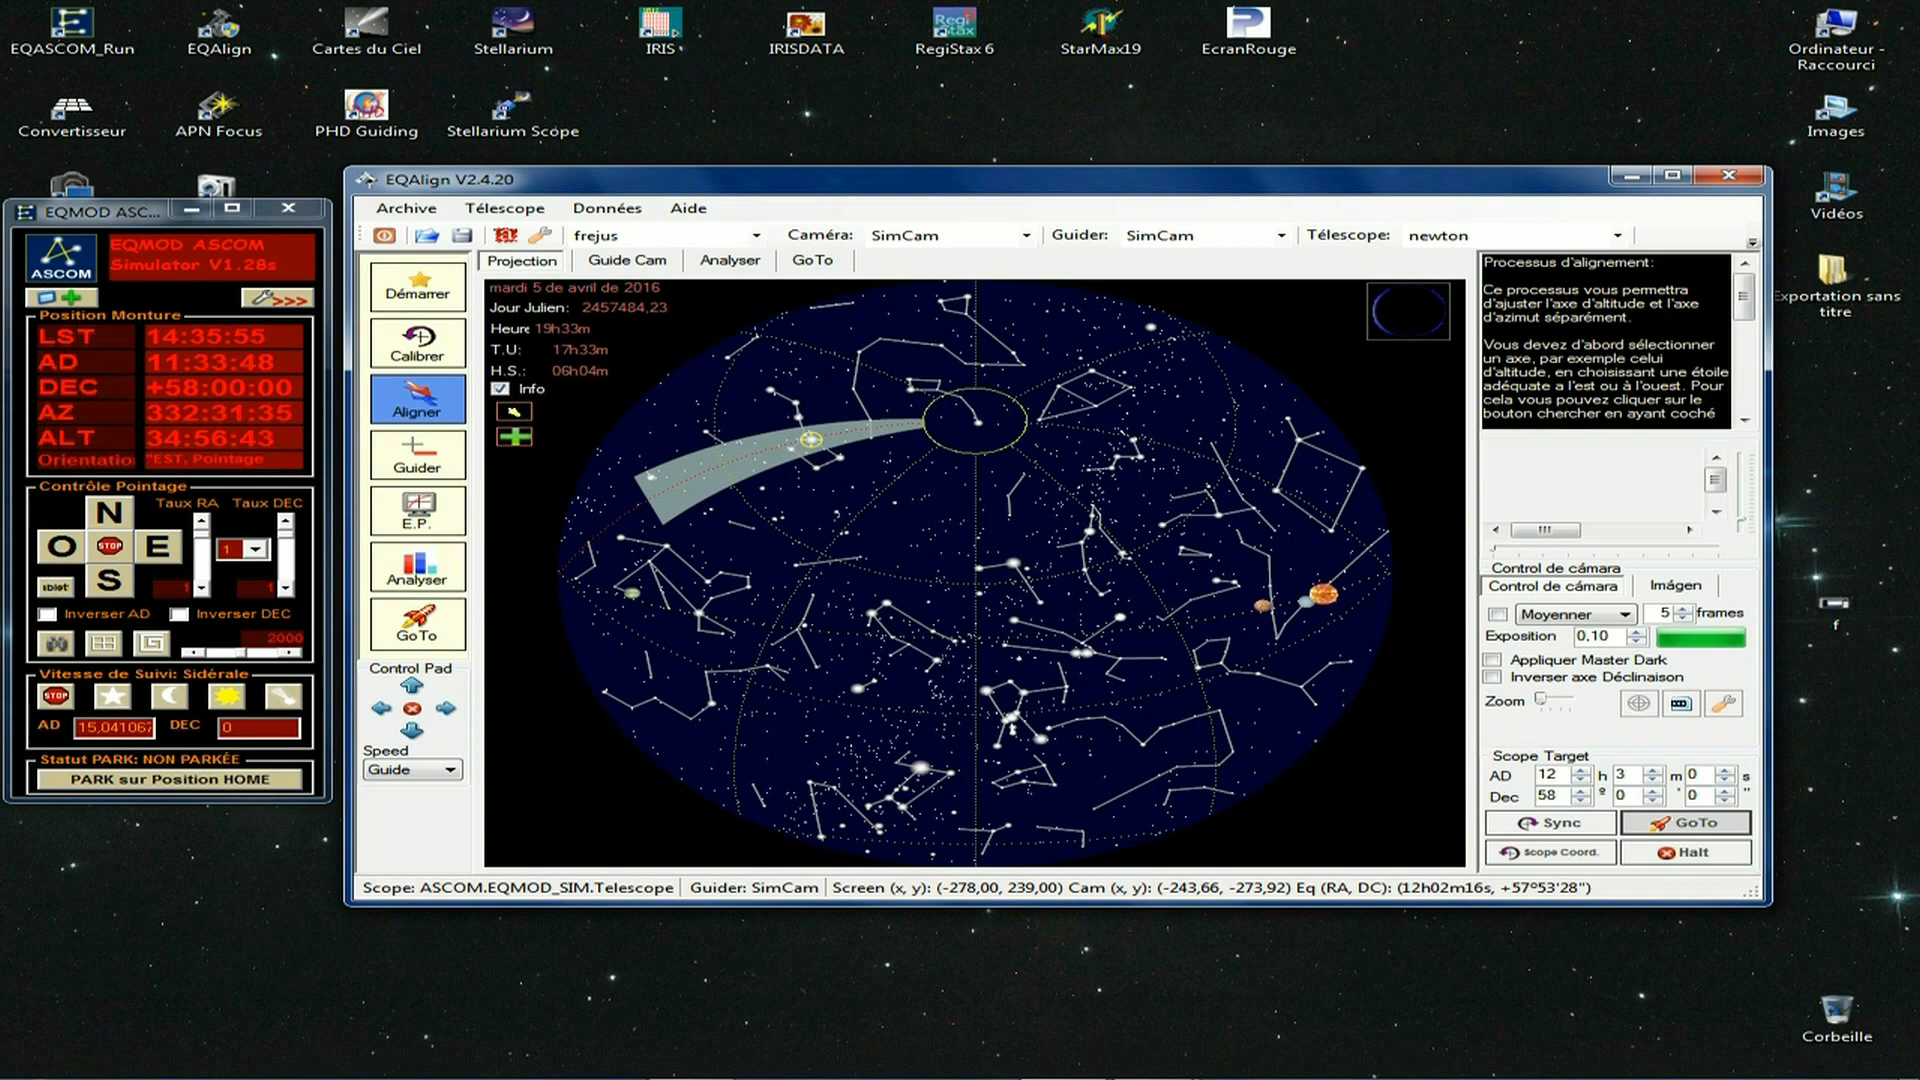 EQASCOM_Run
EQAlign
Cartes du Ciel
Stellarium
IRIS
IRISDATA
RegiStax 6
StarMax19
EcranRouge
Ordinateur -
Raccourci
Convertisseur
APN Focus
PHD Guiding
Stellarium Scope
Images
Vidéos
Exportation sans
titre
f
Corbeille
EQMOD ASC...
ASCOM
EQMOD ASCOM
Simulator V1.28s
>>>
Position Monture
LST 14:35:55
AD 11:33:48
DEC +58:00:00
AZ 332:31:35
ALT 34:56:43
Orientatio "EST, Pointage
Contrôle Pointage
Taux RA Taux DEC
N
O STOP E
S
1
1 1
Inverser AD Inverser DEC
2000
Vitesse de Suivi: Sidérale
STOP
AD 15,041067 DEC 0
Statut PARK: NON PARKÉE
PARK sur Position HOME
EQAlign V2.4.20
Archive Télescope Données Aide
frejus Caméra: SimCam Guider: SimCam Télescope: newton
Démarrer
Calibrer
Aligner
Guider
E.P.
Analyser
GoTo
Control Pad
Speed
Guide
Projection Guide Cam Analyser GoTo
mardi 5 de avril de 2016
Jour Julien: 2457484,23
Heure 19h33m
T.U: 17h33m
H.S.: 06h04m
Info
Processus d'alignement:
Ce processus vous permettra
d'ajuster l'axe d'altitude et l'axe
d'azimut séparément.
Vous devez d'abord sélectionner
un axe, par exemple celui
d'altitude, en choisissant une étoile
adéquate a l'est ou à l'ouest. Pour
cela vous pouvez cliquer sur le
bouton chercher en ayant coché
Control de cámara
Control de cámara Imágen
Moyenner 5 frames
Exposition 0,10
Appliquer Master Dark
Inverser axe Déclinaison
Zoom
Scope Target
AD 12 h 3 m 0 s
Dec 58 º 0 ' 0 "
Sync GoTo
Scope Coord. Halt
Scope: ASCOM.EQMOD_SIM.Telescope Guider: SimCam Screen (x, y): (-278,00, 239,00) Cam (x, y): (-243,66, -273,92) Eq (RA, DC): (12h02m16s, +57º53'28")